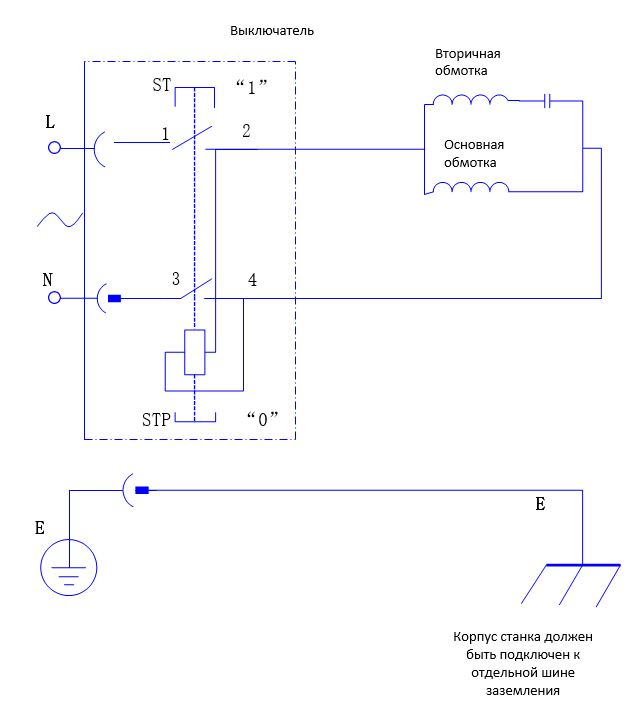 Выключатель
Вторичная
обмотка
ST
“1”
L
1
2
Основная
обмотка
N
3
4
STP
“0”
E
E
Корпус станка должен
быть подключен к
отдельной шине
заземления